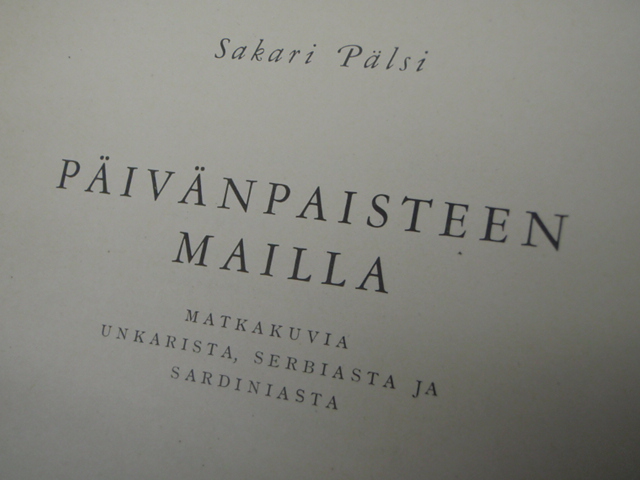 Sakari Pälsi
PÄIVÄNPAISTEEN
MAILLA
MATKAKUVIA
UNKARISTA, SERBIASTA JA
SARDINIASTA